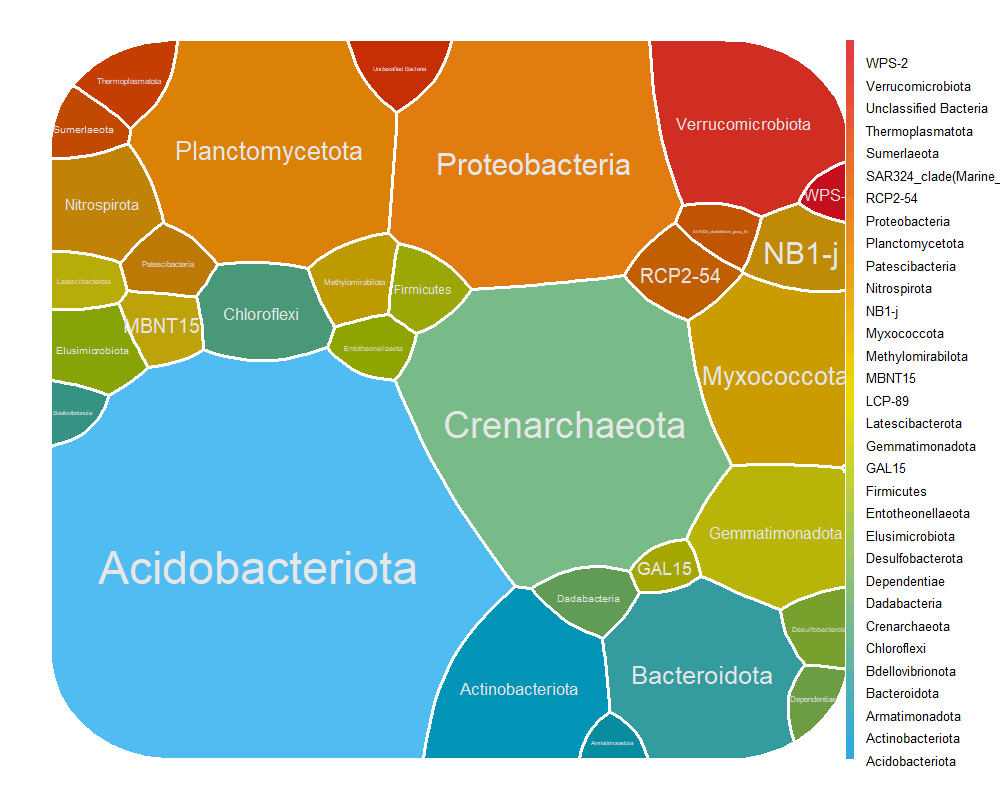 Unclassified Bacteria
Thermoplasmatota
Sumerlaeota
Planctomycetota
Proteobacteria
Verrucomicrobiota
Nitrospirota
WPS-
SAR324_clade(Marine_group_B)
NB1-j
Patescibacteria
RCP2-54
Latescibacterota
Methylomirabilota
Firmicutes
MBNT15
Chloroflexi
Elusimicrobiota
Entotheonellaeota
Myxococcota
Bdellovibrionota
Crenarchaeota
Gemmatimonadota
Acidobacteriota
GAL15
Dadabacteria
Desulfobacterota
Bacteroidota
Actinobacteriota
Dependentiae
Armatimonadota
WPS-2
Verrucomicrobiota
Unclassified Bacteria
Thermoplasmatota
Sumerlaeota
SAR324_clade(Marine_
RCP2-54
Proteobacteria
Planctomycetota
Patescibacteria
Nitrospirota
NB1-j
Myxococcota
Methylomirabilota
MBNT15
LCP-89
Latescibacterota
Gemmatimonadota
GAL15
Firmicutes
Entotheonellaeota
Elusimicrobiota
Desulfobacterota
Dependentiae
Dadabacteria
Crenarchaeota
Chloroflexi
Bdellovibrionota
Bacteroidota
Armatimonadota
Actinobacteriota
Acidobacteriota